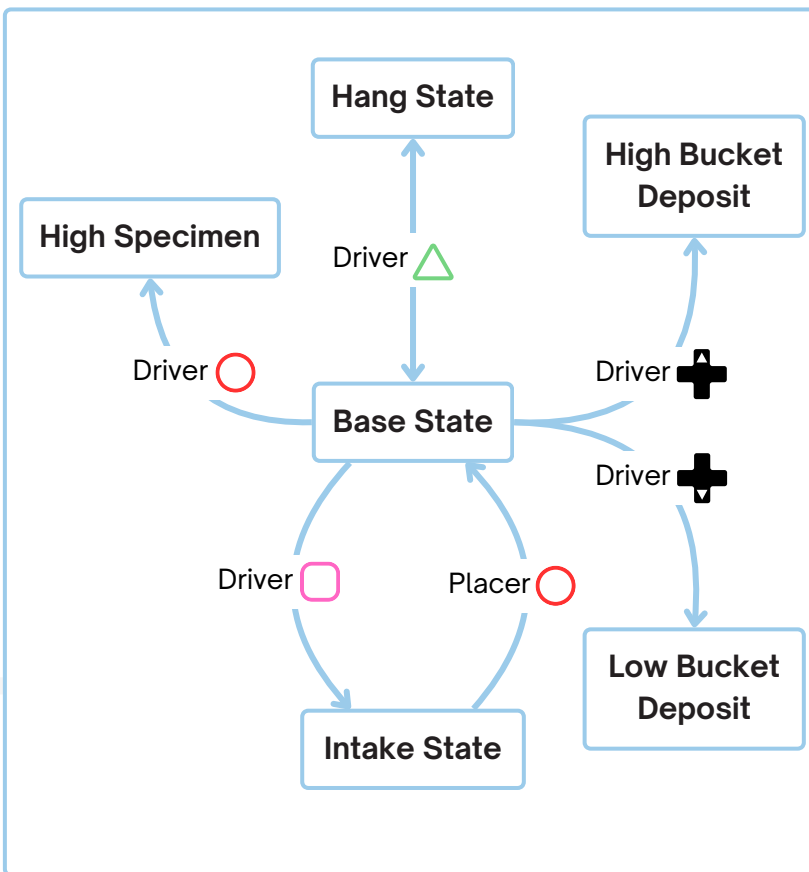 Hang State
High Bucket
Deposit
High Specimen
Driver
Driver
Driver
Base State
Driver
Driver
Placer
Low Bucket
Deposit
Intake State